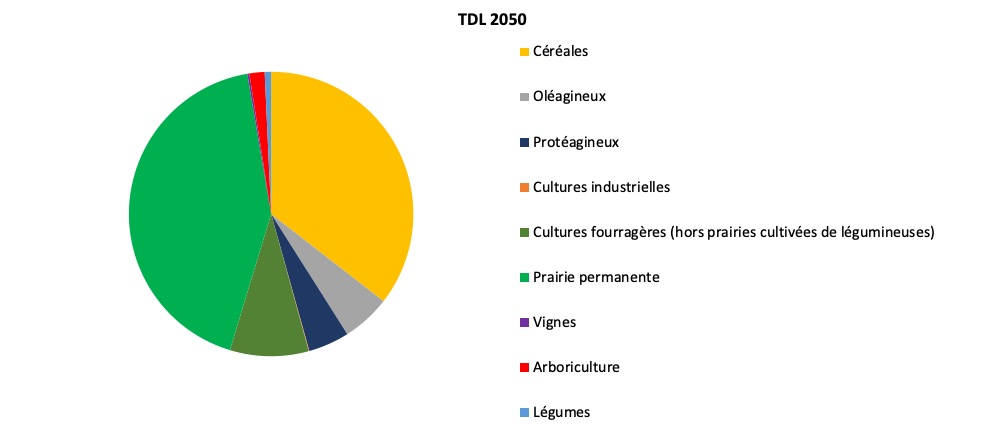 TDL 2050
Céréales
Oléagineux
Protéagineux
Cultures industrielles
Cultures fourragères (hors prairies cultivées de légumineuses)
Prairie permanente
Vignes
Arboriculture
Légumes